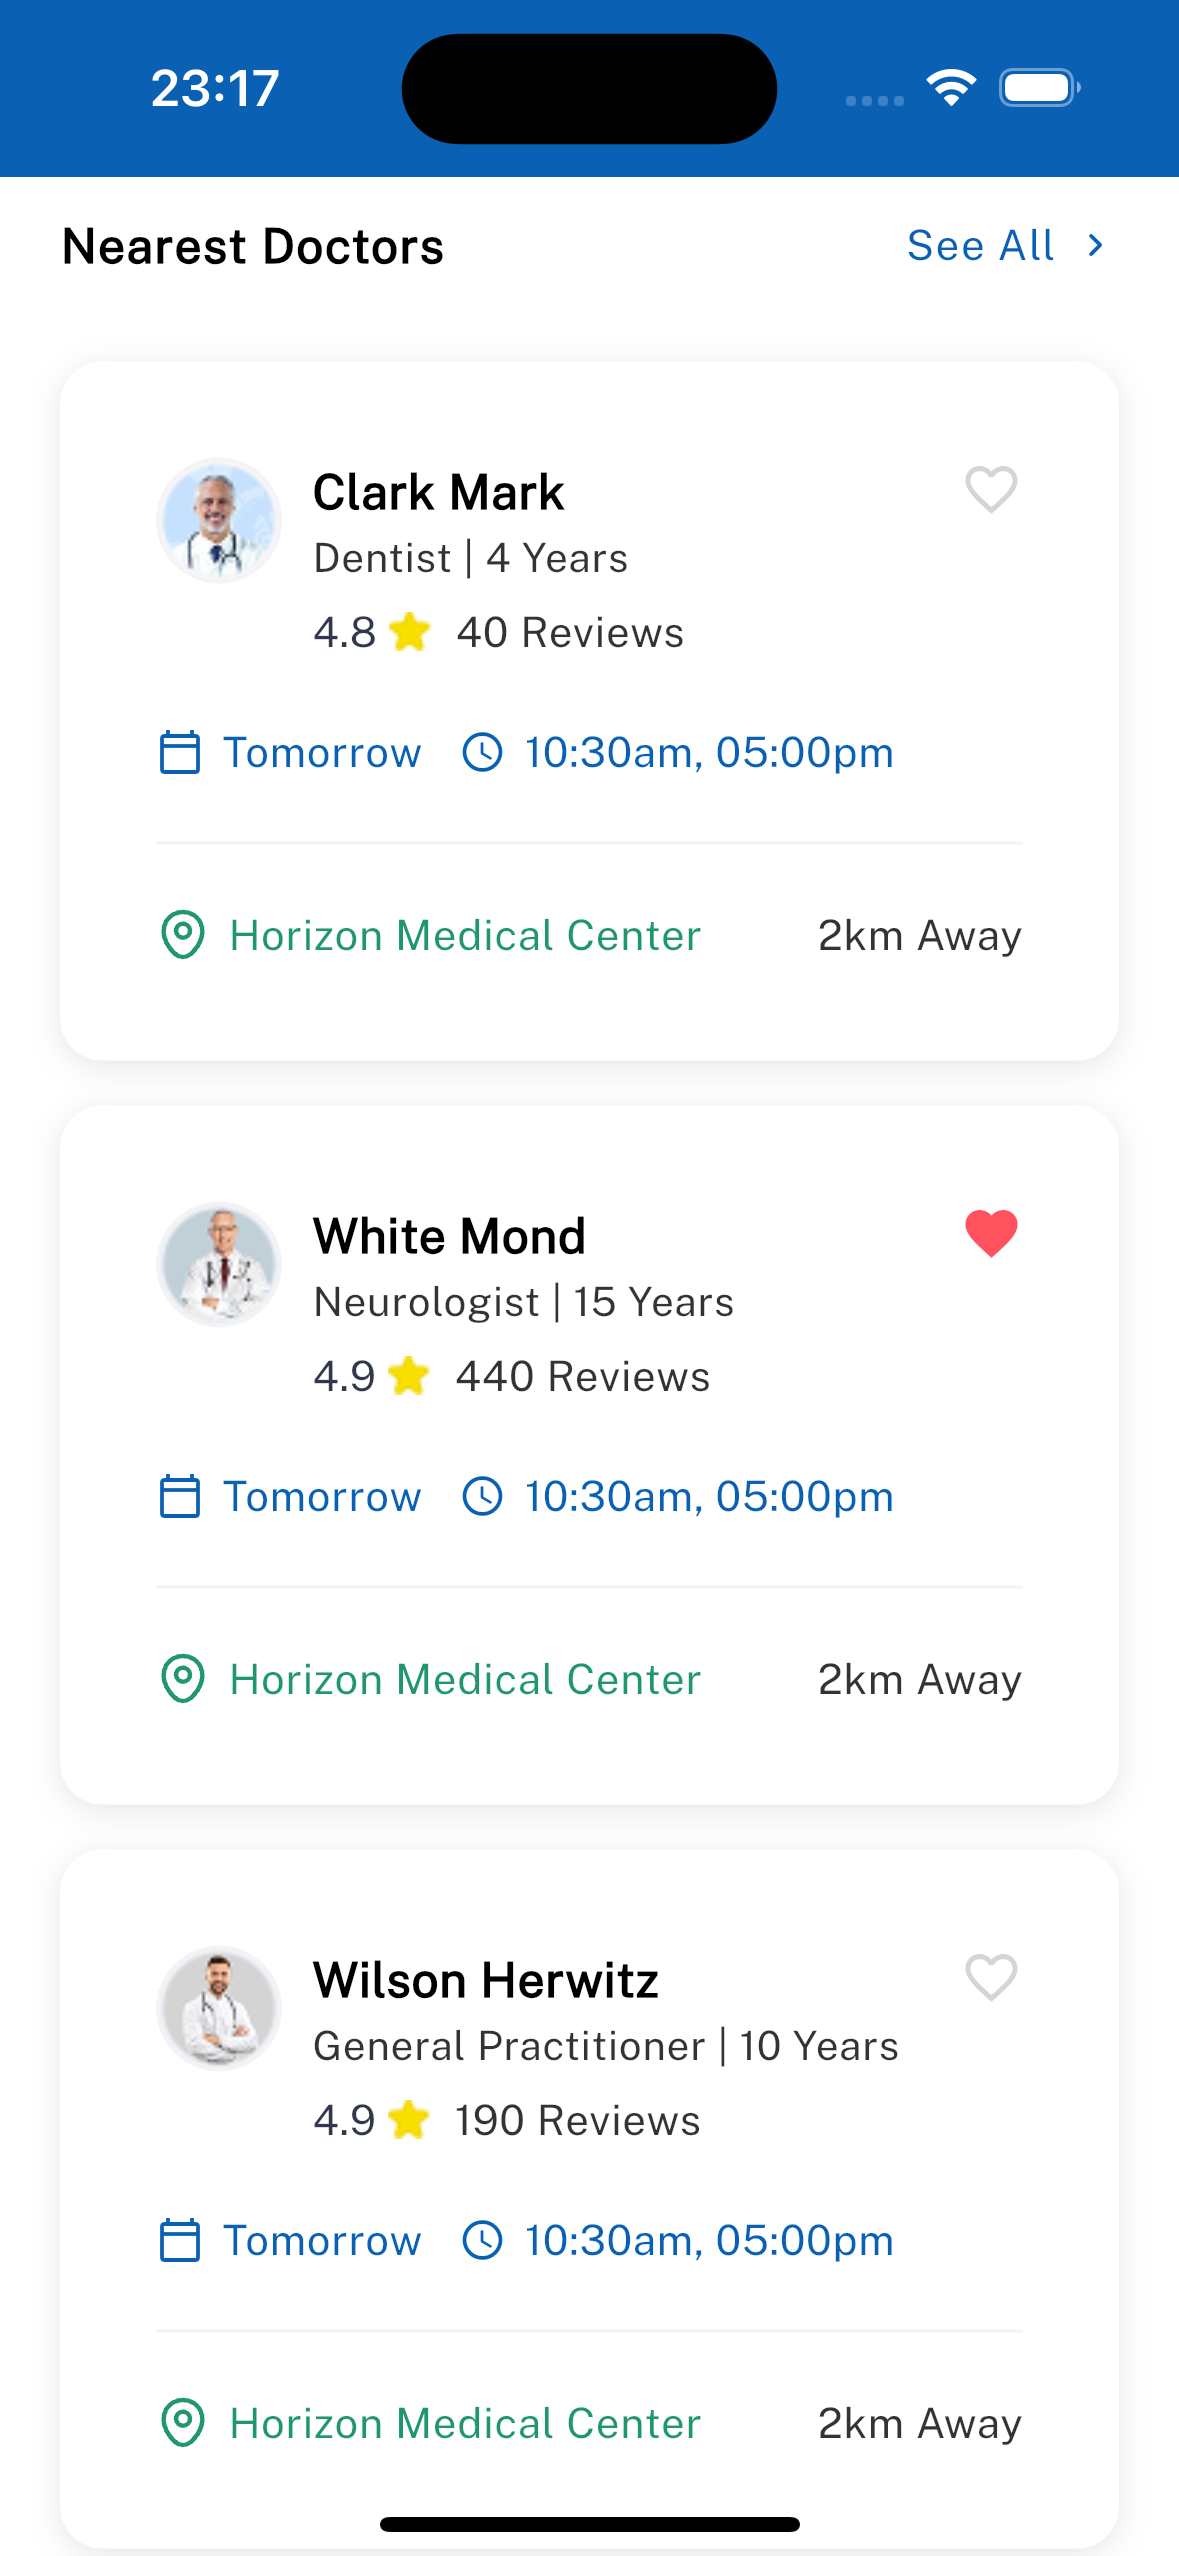 23:17
Nearest Doctors
See All
Clark Mark
Dentist | 4 Years
4.8 40 Reviews
Tomorrow 10:30am, 05:00pm
Horizon Medical Center 2km Away
White Mond
Neurologist | 15 Years
4.9 440 Reviews
Tomorrow 10:30am, 05:00pm
Horizon Medical Center 2km Away
Wilson Herwitz
General Practitioner | 10 Years
4.9 190 Reviews
Tomorrow 10:30am, 05:00pm
Horizon Medical Center 2km Away